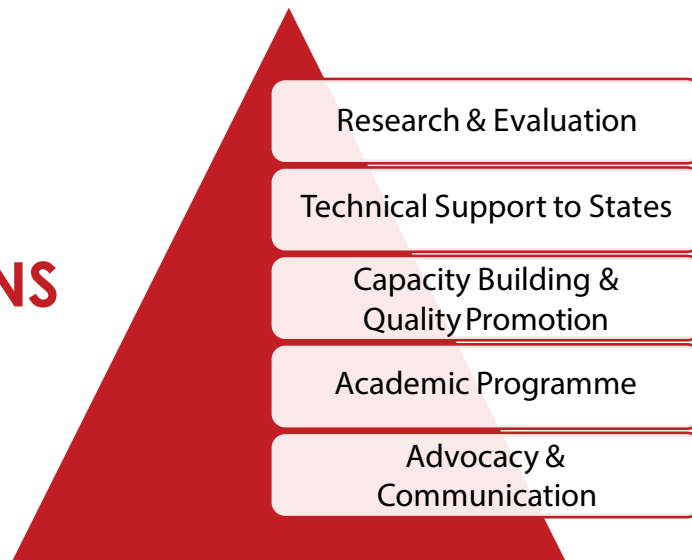 Research & Evaluation
Technical Support to States
NS
Capacity Building &
Quality Promotion
Academic Programme
Advocacy &
Communication